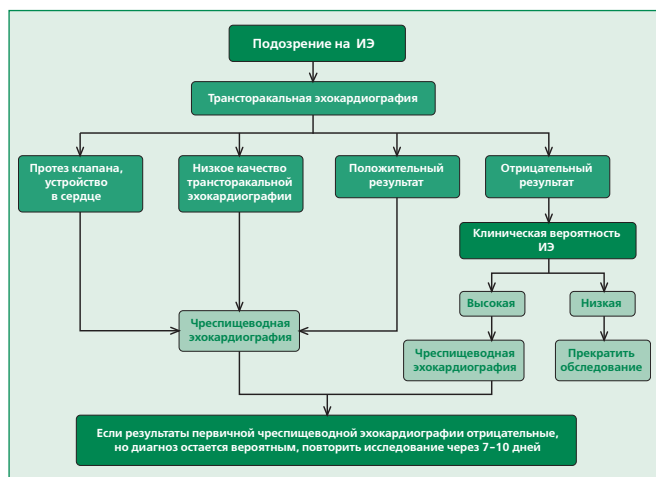 Подозрение на ИЭ
Трансторакальная эхокардиография
Протез клапана,
устройство
в сердце
Низкое качество
трансторакальной
эхокардиографии
Положительный
результат
Отрицательный
результат
Клиническая вероятность
ИЭ
Высокая
Низкая
Чреспищеводная
эхокардиография
Чреспищеводная
эхокардиография
Прекратить
обследование
Если результаты первичной чреспищеводной эхокардиографии отрицательные,
но диагноз остается вероятным, повторить исследование через 7–10 дней